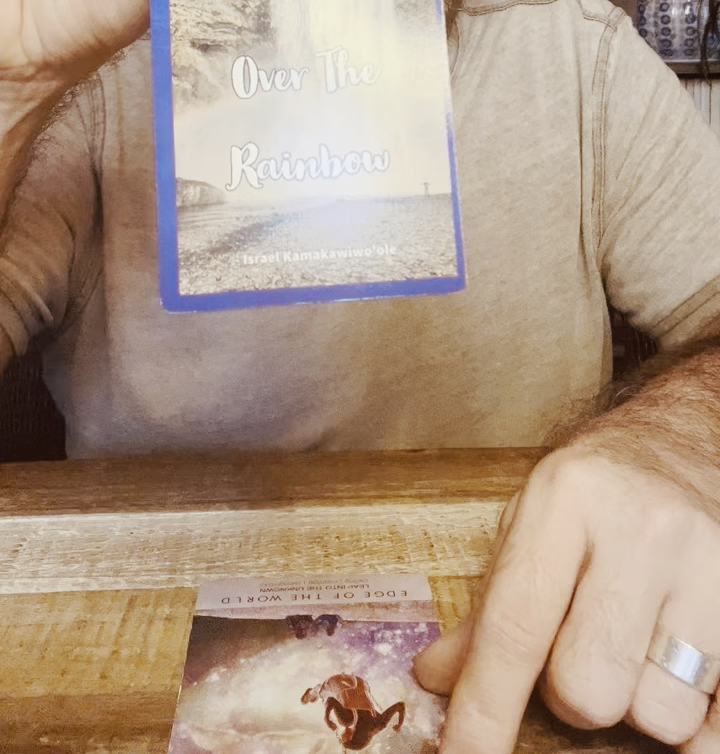 Over The
Rainbow
Israel Kamakawiwo'ole
EDGE OF THE WORLD
LEAP INTO THE UNKNOWN